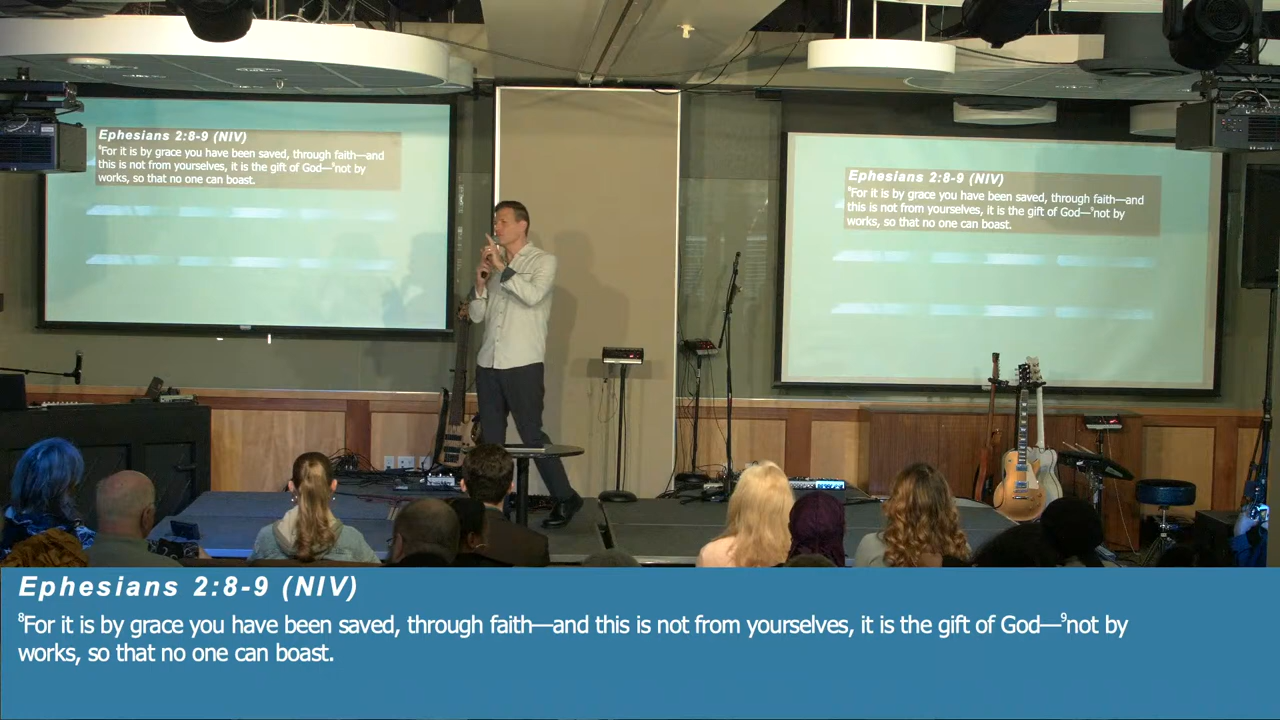 Ephesians 2:8-9 (NIV)
⁸For it is by grace you have been saved, through faith—and
this is not from yourselves, it is the gift of God—⁹not by
works, so that no one can boast.
Ephesians 2:8-9 (NIV)
⁸For it is by grace you have been saved, through faith—and
this is not from yourselves, it is the gift of God—⁹not by
works, so that no one can boast.
Ephesians 2:8-9 (NIV)
⁸For it is by grace you have been saved, through faith—and this is not from yourselves, it is the gift of God—⁹not by
works, so that no one can boast.